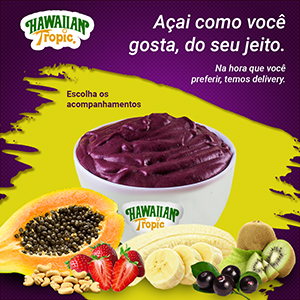 HAWAIIAN
Tropic.
Açai como você
gosta, do seu jeito.
Na hora que você
preferir, temos delivery.
Escolha os
acompanhamentos
HAWAIIAN
Tropic